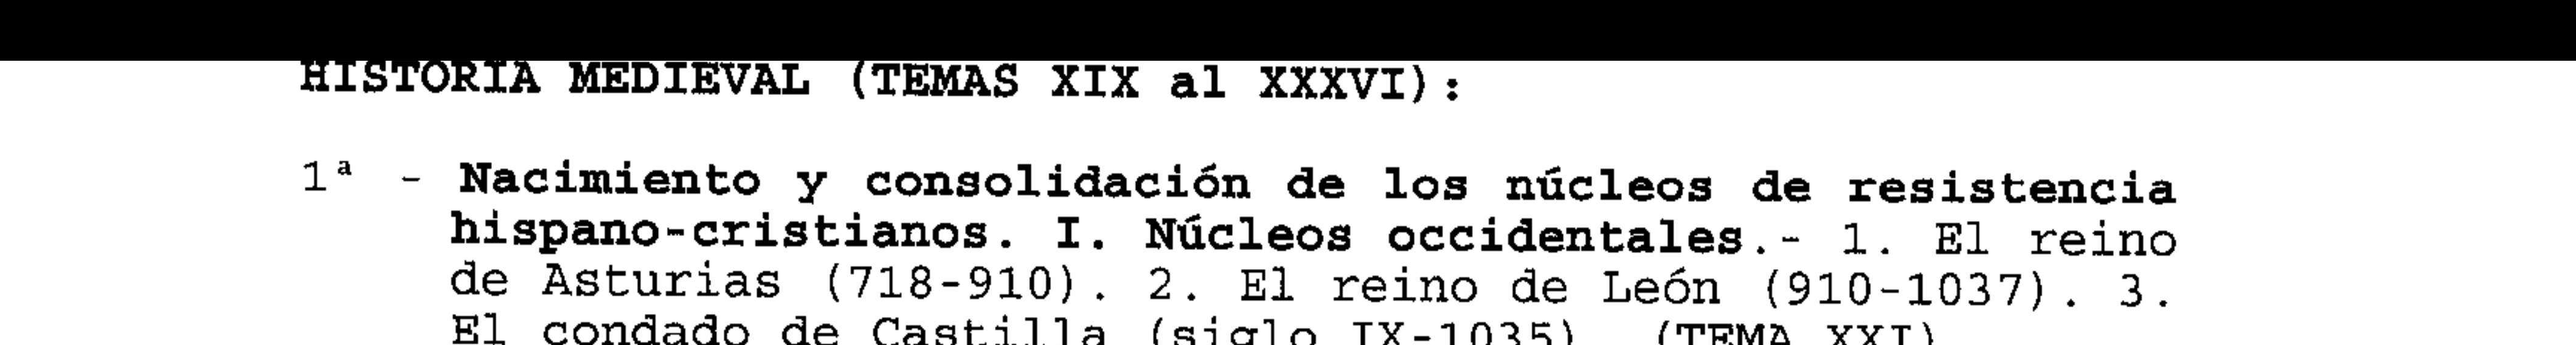 HISTORIA MEDIEVAL (TEMAS XIX al XXXVI):
1ª - Nacimiento y consolidación de los núcleos de resistencia
hispano-cristianos. I. Núcleos occidentales.- 1. El reino
de Asturias (718-910). 2. El reino de León (910-1037). 3.
El condado de Castilla (siglo IX-1035). (TEMA XXI)